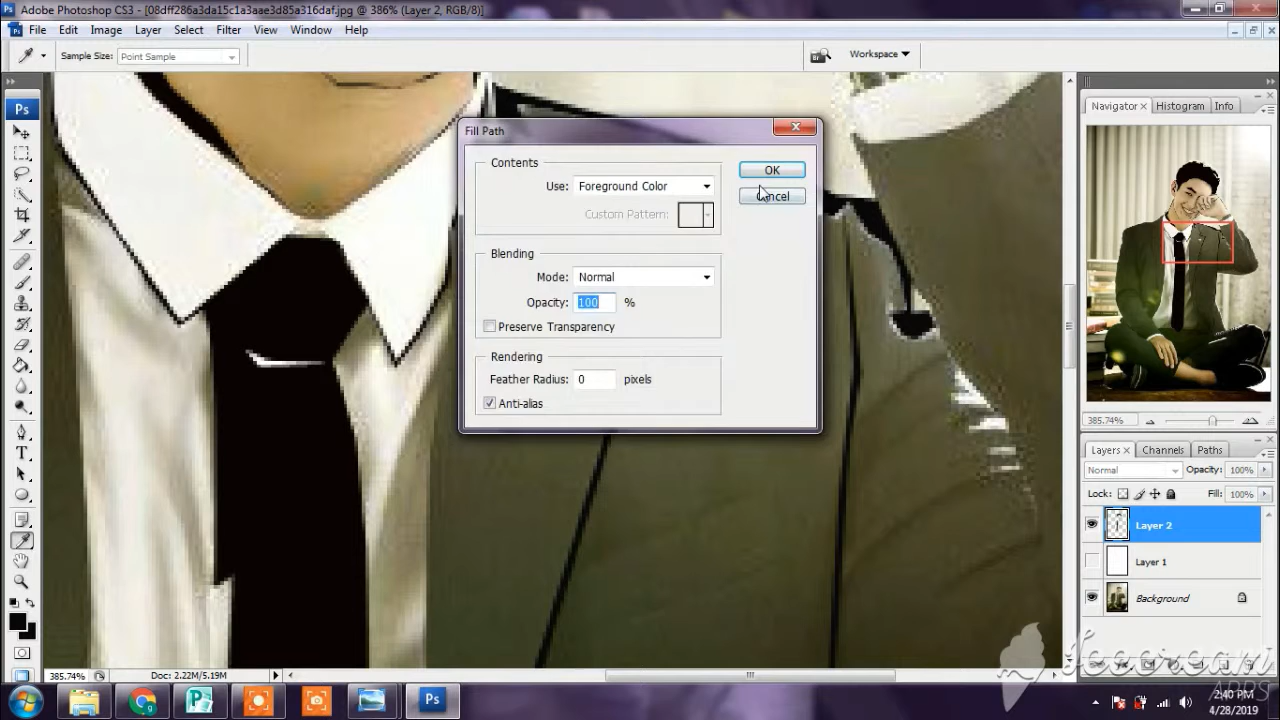 Adobe Photoshop CS3 - [08dff286a3da15c1a3aae3d85a316daf.jpg @ 386% (Layer 2, RGB/8)]
File Edit Image Layer Select Filter View Window Help
Sample Size: Point Sample
Workspace
Ps
Navigator Histogram Info
Fill Path
Contents
Use: Foreground Color
Custom Pattern:
OK
Cancel
Blending
Mode: Normal
Opacity: 100 %
Preserve Transparency
Rendering
Feather Radius: 0 pixels
Anti-alias
385.74%
Layers Channels Paths
Normal Opacity: 100%
Lock: Fill: 100%
Layer 2
Layer 1
Background
385.74% Doc: 2.22M/5.19M
Icecream
APPS
Ps
2:40 PM
4/28/2019